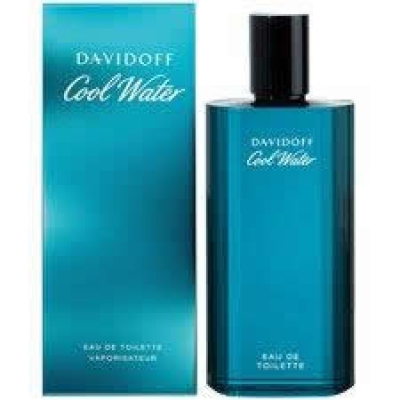 DAVIDOFF
Cool Water
EAU DE TOILETTE
VAPORISATEUR
DAVIDOFF
Cool Water
EAU DE
TOILETTE